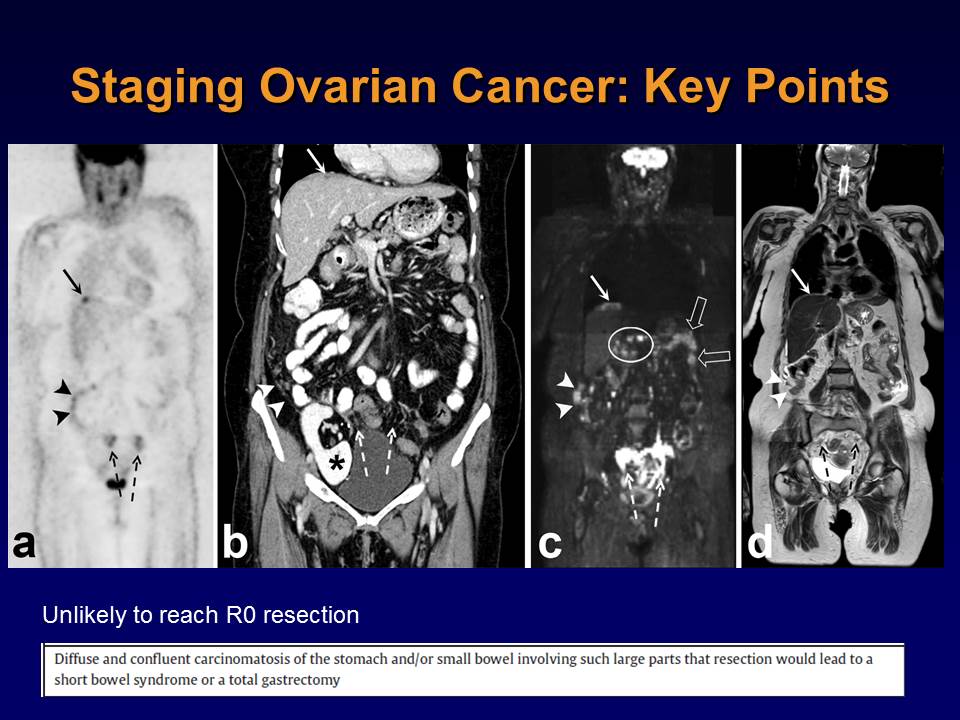 Staging Ovarian Cancer: Key Points
a
b
*
c
d
Unlikely to reach R0 resection
Diffuse and confluent carcinomatosis of the stomach and/or small bowel involving such large parts that resection would lead to a
short bowel syndrome or a total gastrectomy